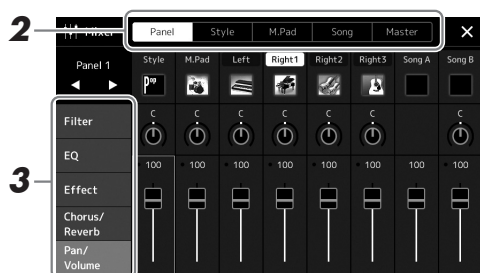 2
Mixer
Panel Style M.Pad Song Master
Panel 1
Style M.Pad Left Right1 Right2 Right3 Song A Song B
Pop
C C C C C C C
3
Filter
EQ
Effect
Chorus/
Reverb
Pan/
Volume
100 100 100 100 100 100 100 100